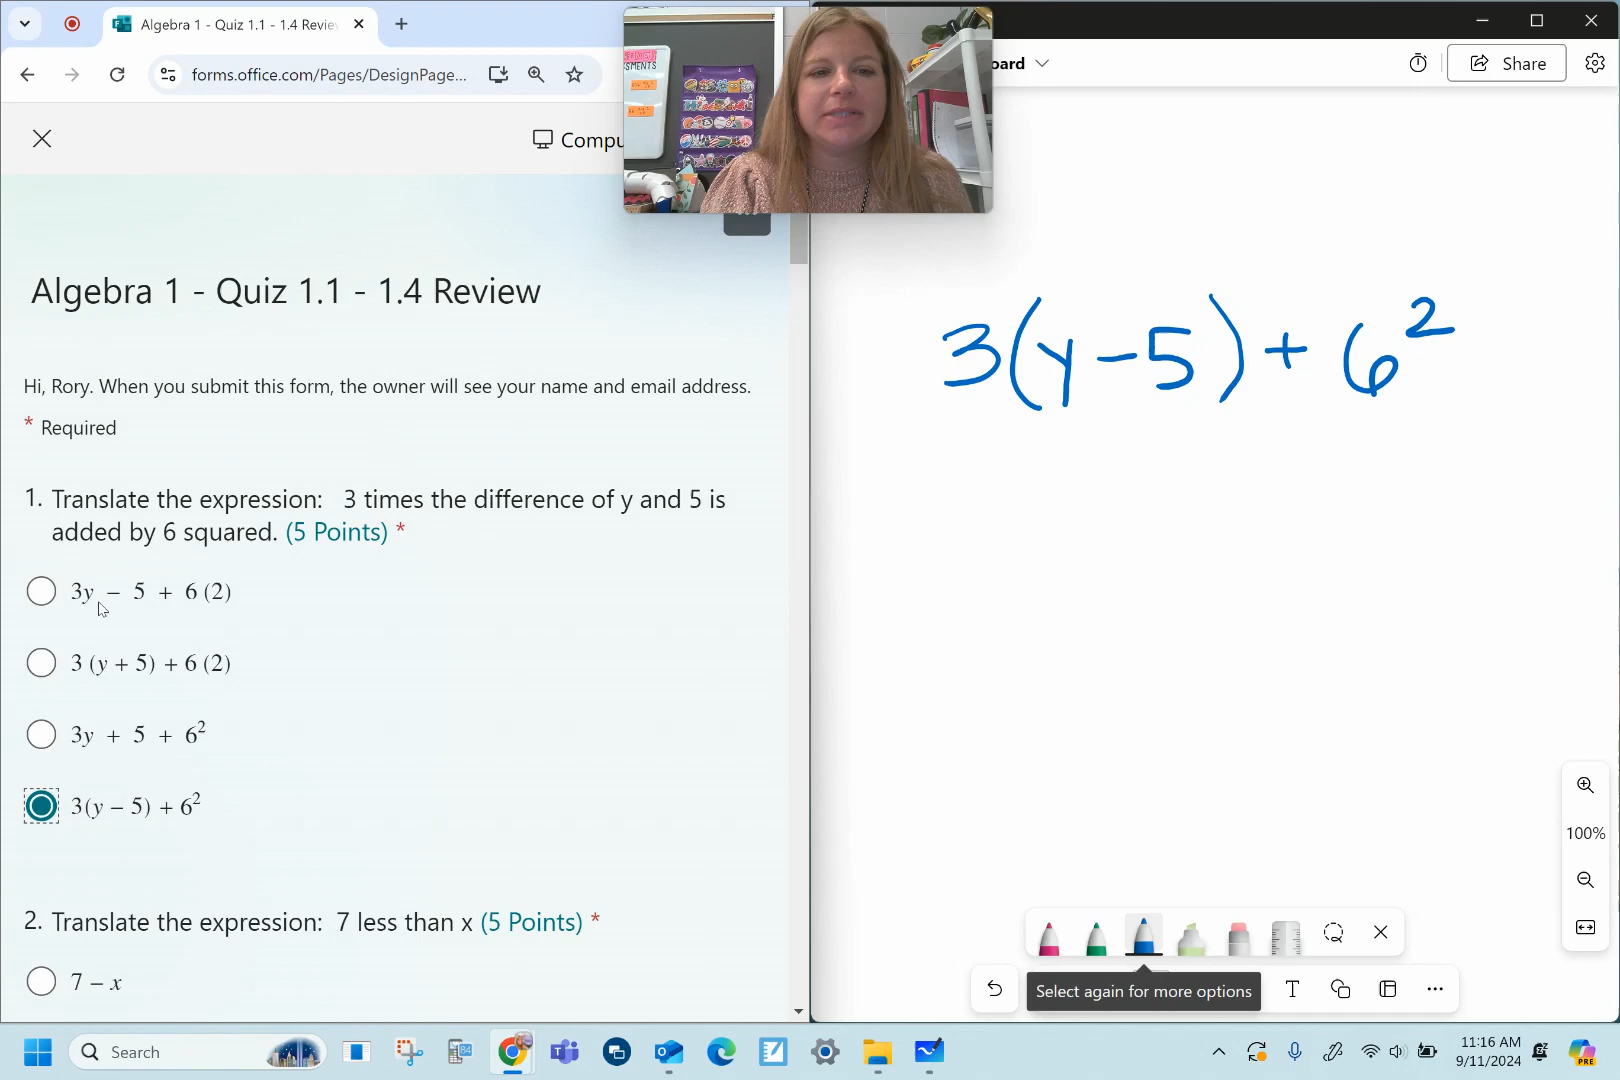 Algebra 1 - Quiz 1.1 - 1.4 Revie
forms.office.com/Pages/DesignPage...
oard
Share
Compu
SMENTS
Algebra 1 - Quiz 1.1 - 1.4 Review
Hi, Rory. When you submit this form, the owner will see your name and email address.
* Required
1. Translate the expression: 3 times the difference of y and 5 is
added by 6 squared. (5 Points) *
3y - 5 + 6 (2)
3 (y + 5) + 6 (2)
3y + 5 + 6²
3(y - 5) + 6²
2. Translate the expression: 7 less than x (5 Points) *
7 - x
3(y-5) + 6²
100%
Select again for more options
T
Search
11:16 AM
9/11/2024
PRE